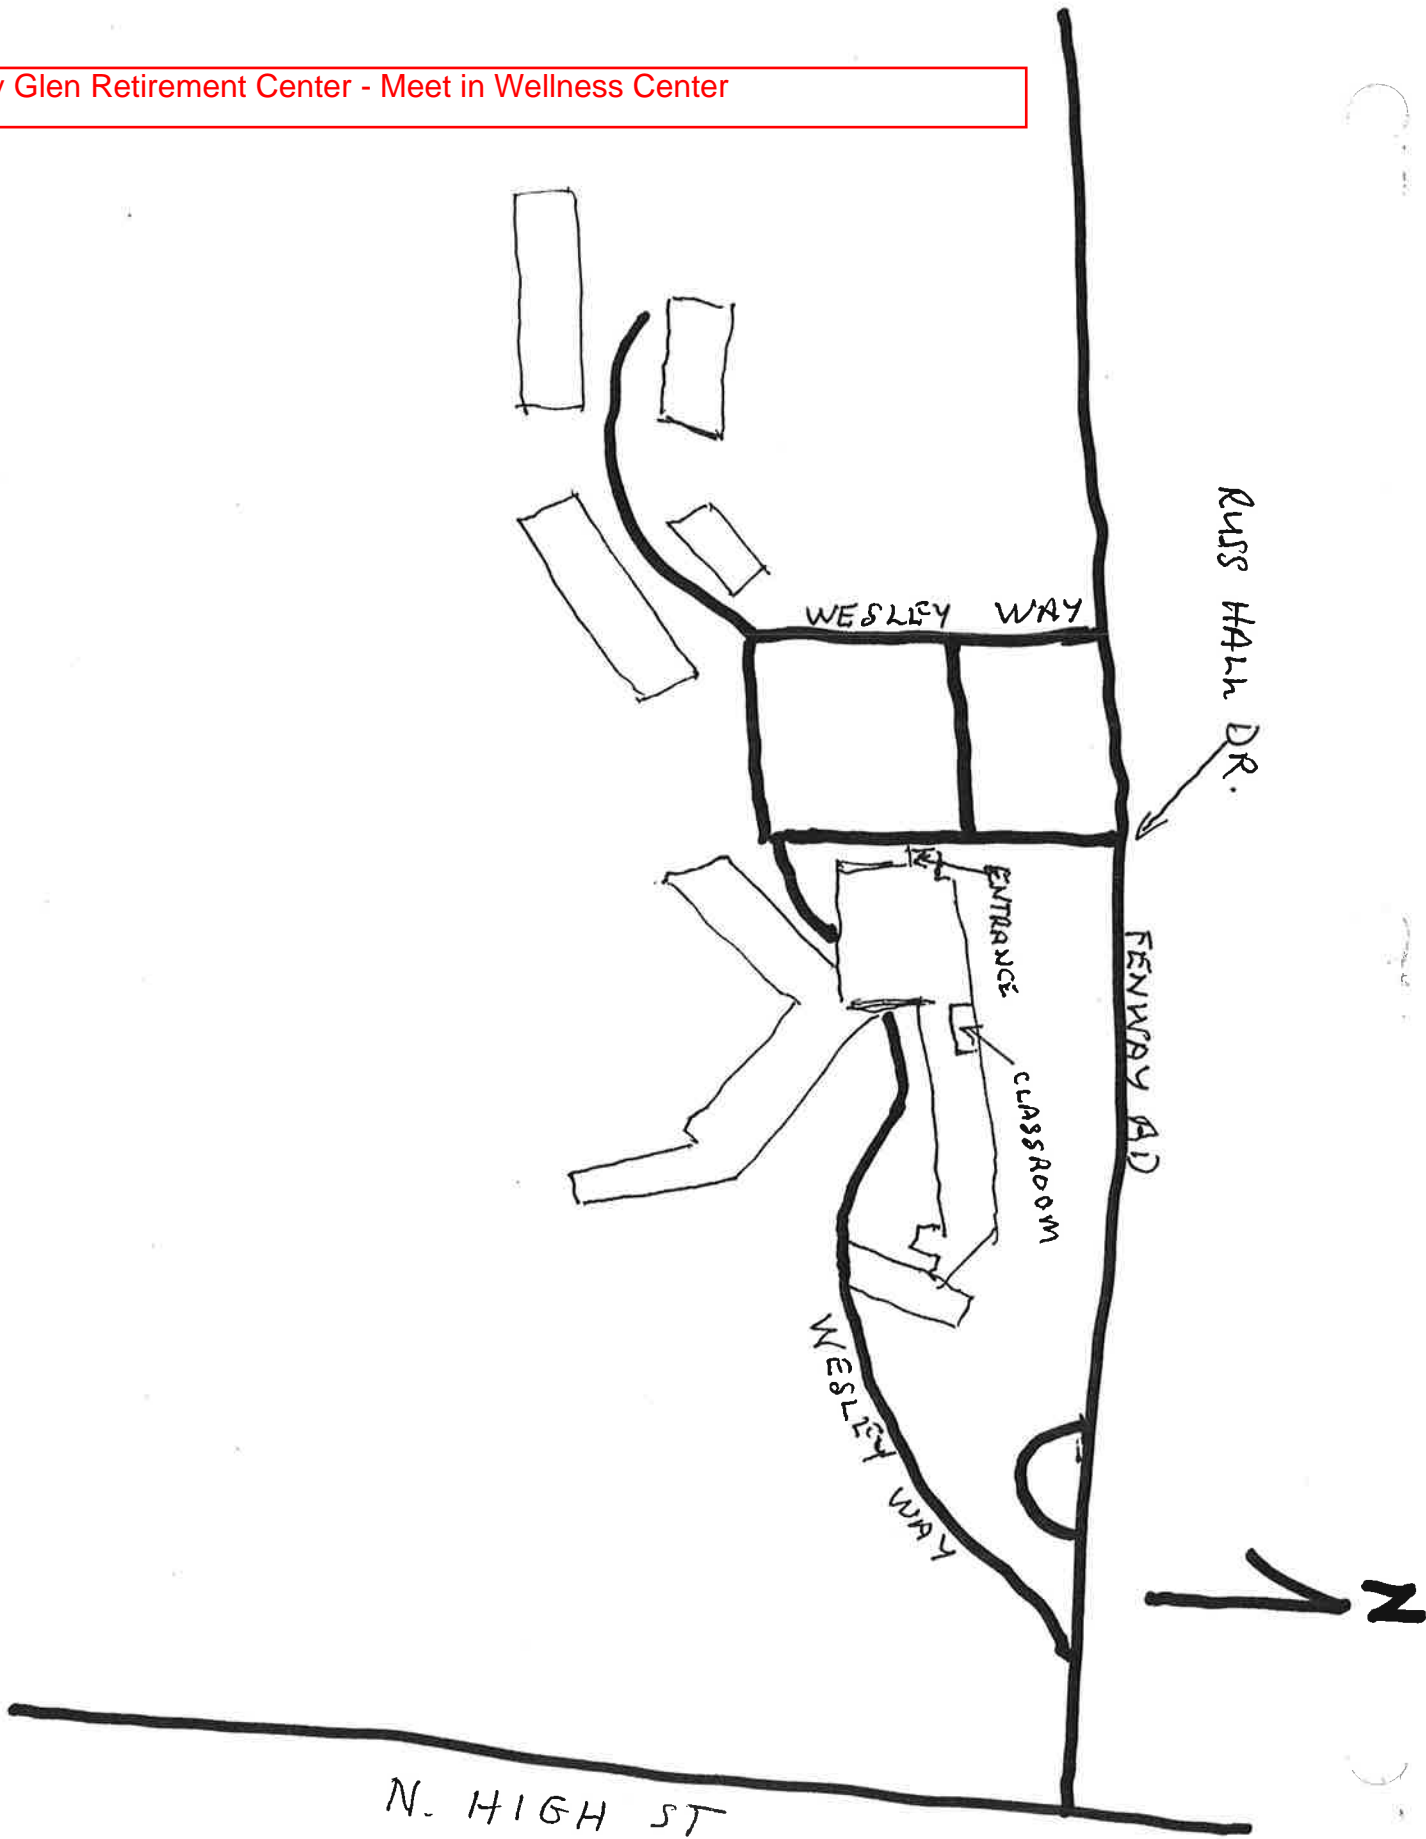 y Glen Retirement Center - Meet in Wellness Center
RUSS HALL DR.
WESLEY WAY
ENTRANCE
FENWAY RD
CLASSROOM
WESLEY WAY
N
N. HIGH ST